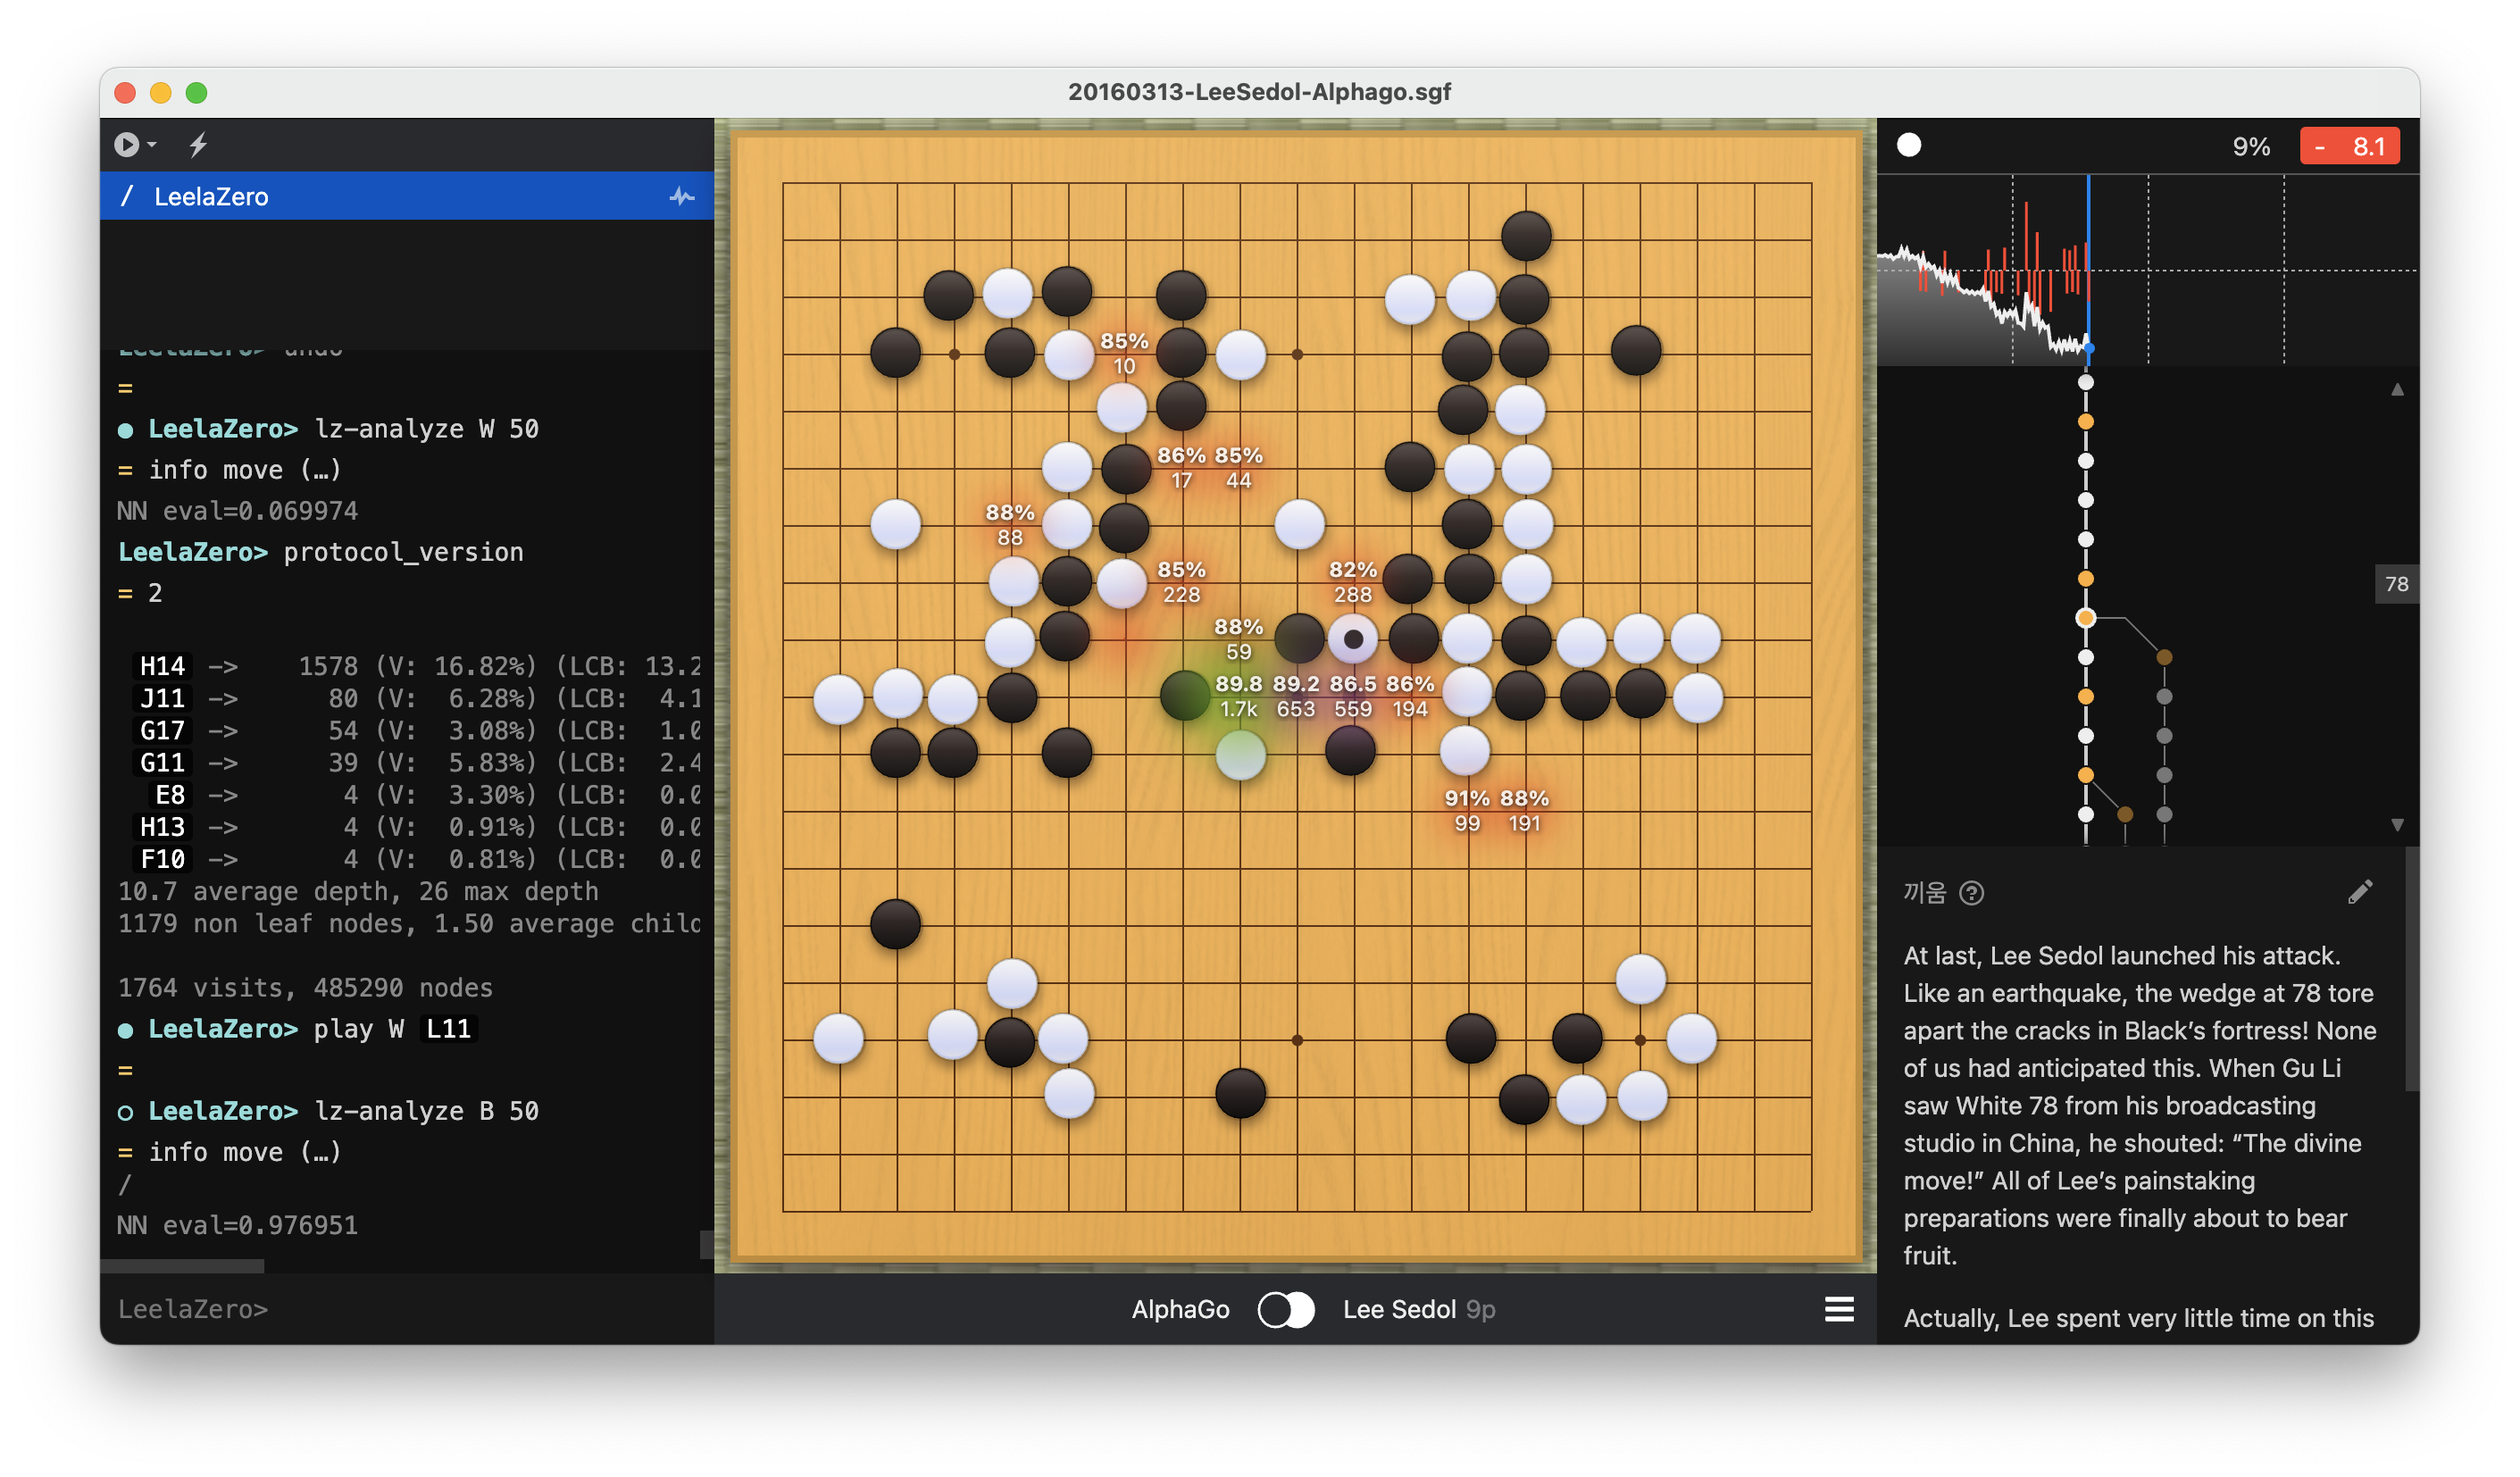 20160313-LeeSedol-Alphago.sgf
/ LeelaZero
LeelaZero> undo
=
● LeelaZero> lz-analyze W 50
= info move (…)
NN eval=0.069974
LeelaZero> protocol_version
= 2
H14 -> 1578 (V: 16.82%) (LCB: 13.2
J11 -> 80 (V: 6.28%) (LCB: 4.1
G17 -> 54 (V: 3.08%) (LCB: 1.0
G11 -> 39 (V: 5.83%) (LCB: 2.4
E8 -> 4 (V: 3.30%) (LCB: 0.0
H13 -> 4 (V: 0.91%) (LCB: 0.0
F10 -> 4 (V: 0.81%) (LCB: 0.0
10.7 average depth, 26 max depth
1179 non leaf nodes, 1.50 average child
1764 visits, 485290 nodes
● LeelaZero> play W L11
=
○ LeelaZero> lz-analyze B 50
= info move (…)
/
NN eval=0.976951
LeelaZero>
85%
10
86% 85%
17 44
88%
88
85% 82%
228 288
88%
59
89.8 89.2 86.5 86%
1.7k 653 559 194
91% 88%
99 191
AlphaGo Lee Sedol 9p
9% - 8.1
78
끼움
At last, Lee Sedol launched his attack.
Like an earthquake, the wedge at 78 tore
apart the cracks in Black’s fortress! None
of us had anticipated this. When Gu Li
saw White 78 from his broadcasting
studio in China, he shouted: “The divine
move!” All of Lee’s painstaking
preparations were finally about to bear
fruit.
Actually, Lee spent very little time on this